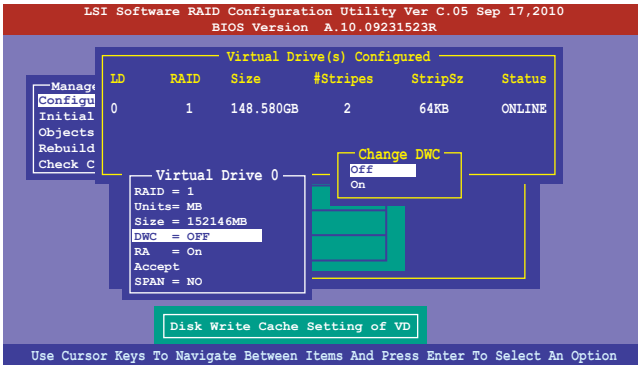 LSI Software RAID Configuration Utility Ver C.05 Sep 17,2010
BIOS Version A.10.09231523R
Virtual Drive(s) Configured
LD RAID Size #Stripes StripSz Status
0 1 148.580GB 2 64KB ONLINE
Manage
Configu
Initial
Objects
Rebuild
Check C
Change DWC
Off
On
Virtual Drive 0
RAID = 1
Units= MB
Size = 152146MB
DWC = OFF
RA = On
Accept
SPAN = NO
Disk Write Cache Setting of VD
Use Cursor Keys To Navigate Between Items And Press Enter To Select An Option